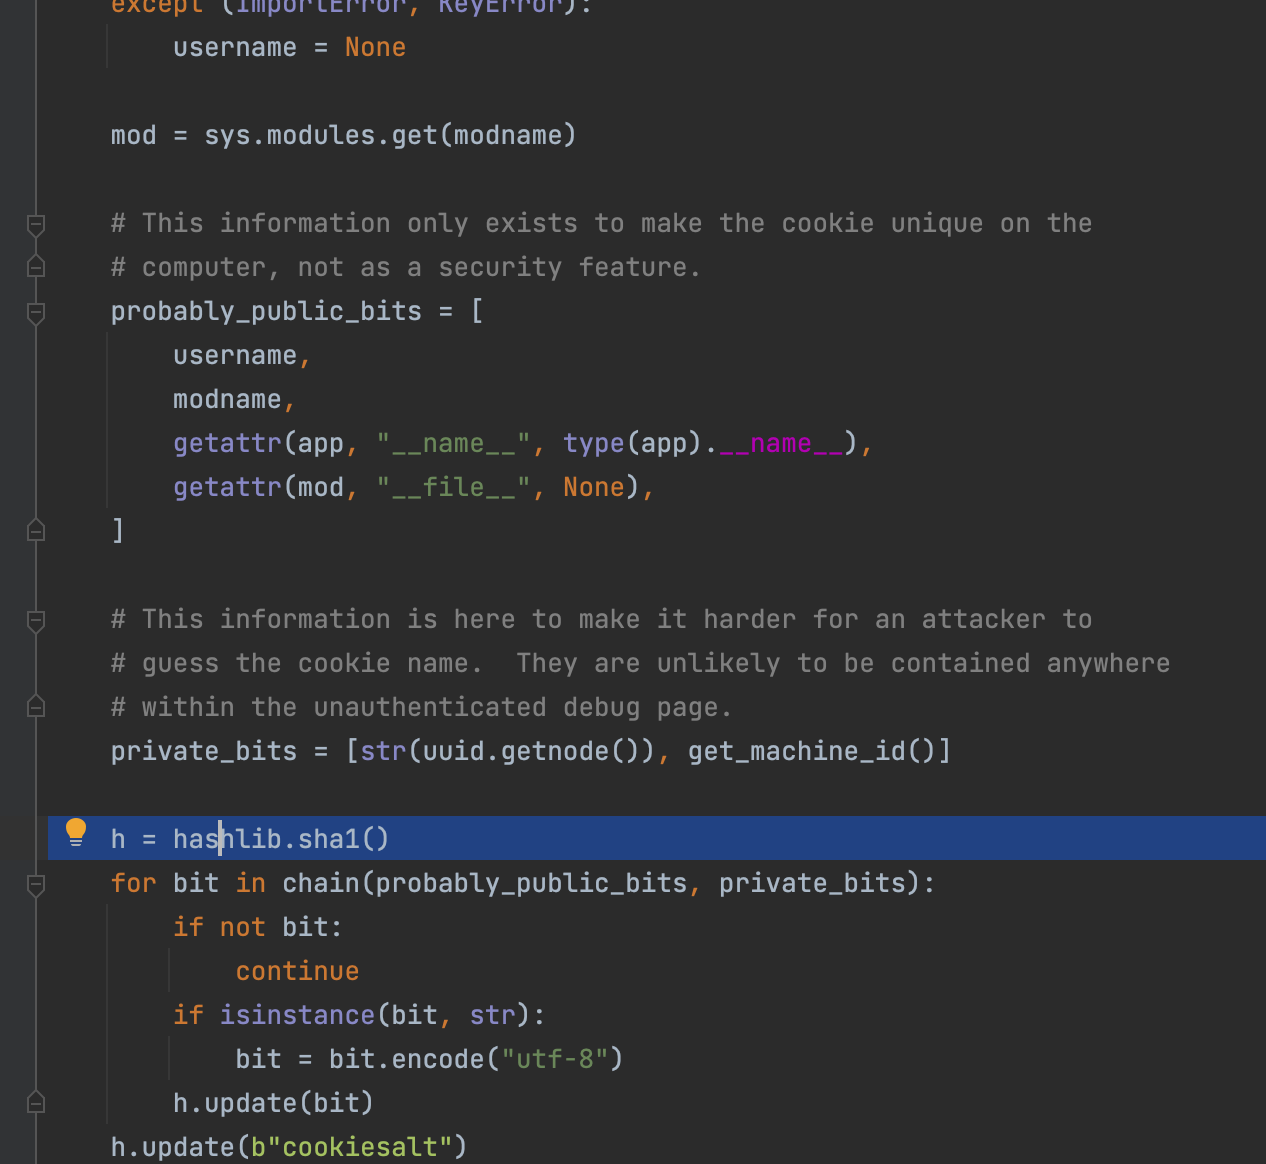 except (ImportError, KeyError):
    username = None

mod = sys.modules.get(modname)

# This information only exists to make the cookie unique on the
# computer, not as a security feature.
probably_public_bits = [
    username,
    modname,
    getattr(app, "__name__", type(app).__name__),
    getattr(mod, "__file__", None),
]

# This information is here to make it harder for an attacker to
# guess the cookie name.  They are unlikely to be contained anywhere
# within the unauthenticated debug page.
private_bits = [str(uuid.getnode()), get_machine_id()]

h = hashlib.sha1()
for bit in chain(probably_public_bits, private_bits):
    if not bit:
        continue
    if isinstance(bit, str):
        bit = bit.encode("utf-8")
    h.update(bit)
h.update(b"cookiesalt")